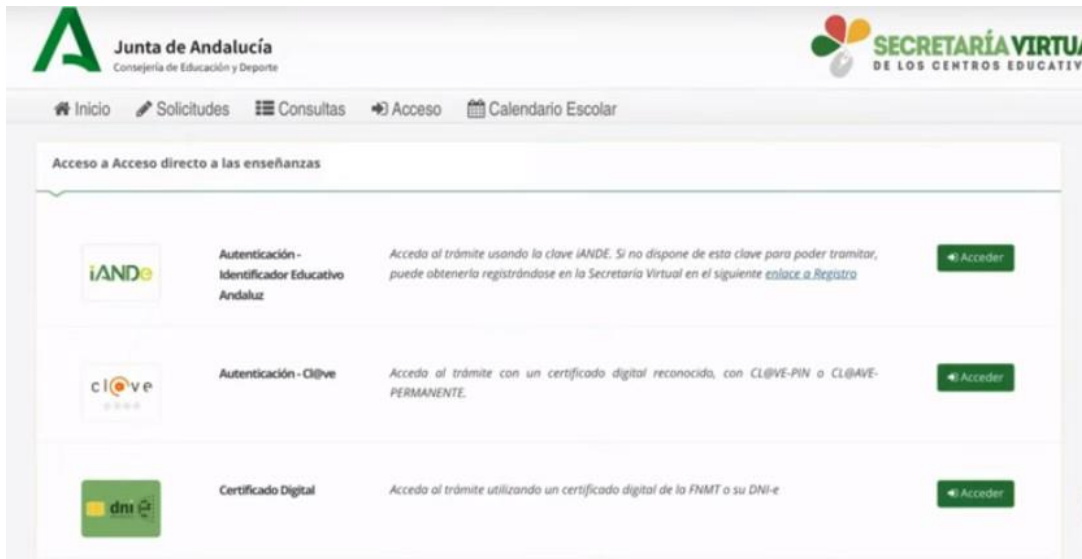 Junta de Andalucía
Consejería de Educación y Deporte
SECRETARÍA VIRTUA
DE LOS CENTROS EDUCATIV
Inicio Solicitudes Consultas Acceso Calendario Escolar
Acceso a Acceso directo a las enseñanzas
iANDe
Autenticación -
Identificador Educativo
Andaluz
Acceda al trámite usando la clave iANDE. Si no dispone de esta clave para poder tramitar,
puede obtenerla registrándose en la Secretaría Virtual en el siguiente enlace a Registro
Acceder
cl@ve
Autenticación - Cl@ve
Acceda al trámite con un certificado digital reconocido, con CL@VE-PIN o CL@AVE-
PERMANENTE.
Acceder
dni e
Certificado Digital
Acceda al trámite utilizando un certificado digital de la FNMT o su DNI-e
Acceder